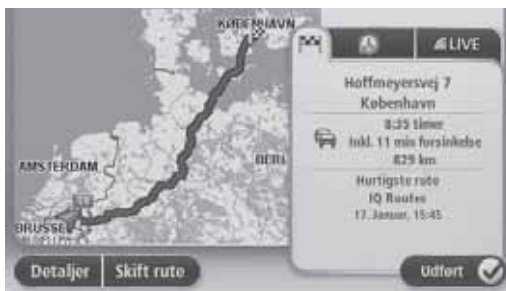 KØBENHAVN
AMSTERDAM
BERL
BRUSSEL
LIVE
Hoffmeyersvej 7
København
8:35 timer
Inkl. 11 min forsinkelse
829 km
Hurtigste rute
IQ Routes
17. Januar, 15:45
Detaljer
Skift rute
Udført